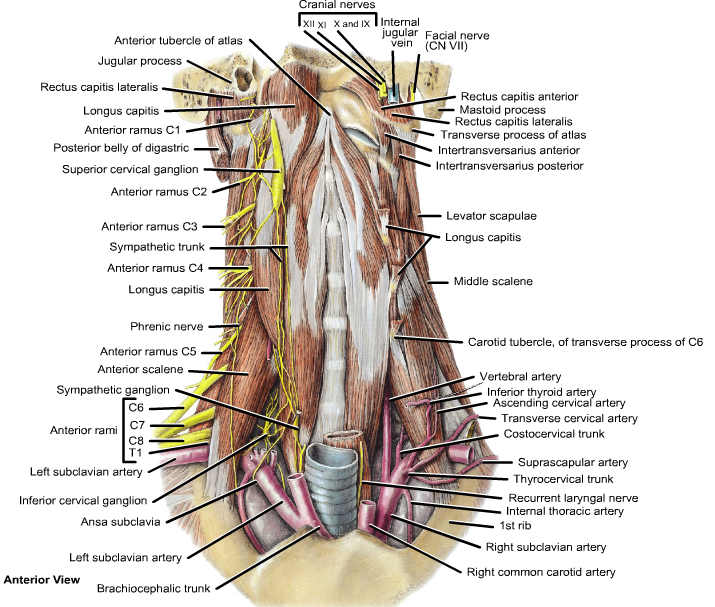 Cranial nerves
XII XI X and IX
Internal
jugular
vein
Facial nerve
(CN VII)
Anterior tubercle of atlas
Jugular process
Rectus capitis lateralis
Longus capitis
Anterior ramus C1
Posterior belly of digastric
Superior cervical ganglion
Anterior ramus C2
Anterior ramus C3
Sympathetic trunk
Anterior ramus C4
Longus capitis
Phrenic nerve
Anterior ramus C5
Anterior scalene
Sympathetic ganglion
Anterior rami
C6
C7
C8
T1
Left subclavian artery
Inferior cervical ganglion
Ansa subclavia
Left subclavian artery
Brachiocephalic trunk
Anterior View
Rectus capitis anterior
Mastoid process
Rectus capitis lateralis
Transverse process of atlas
Intertransversarius anterior
Intertransversarius posterior
Levator scapulae
Longus capitis
Middle scalene
Carotid tubercle, of transverse process of C6
Vertebral artery
Inferior thyroid artery
Ascending cervical artery
Transverse cervical artery
Costocervical trunk
Suprascapular artery
Thyrocervical trunk
Recurrent laryngal nerve
Internal thoracic artery
1st rib
Right subclavian artery
Right common carotid artery